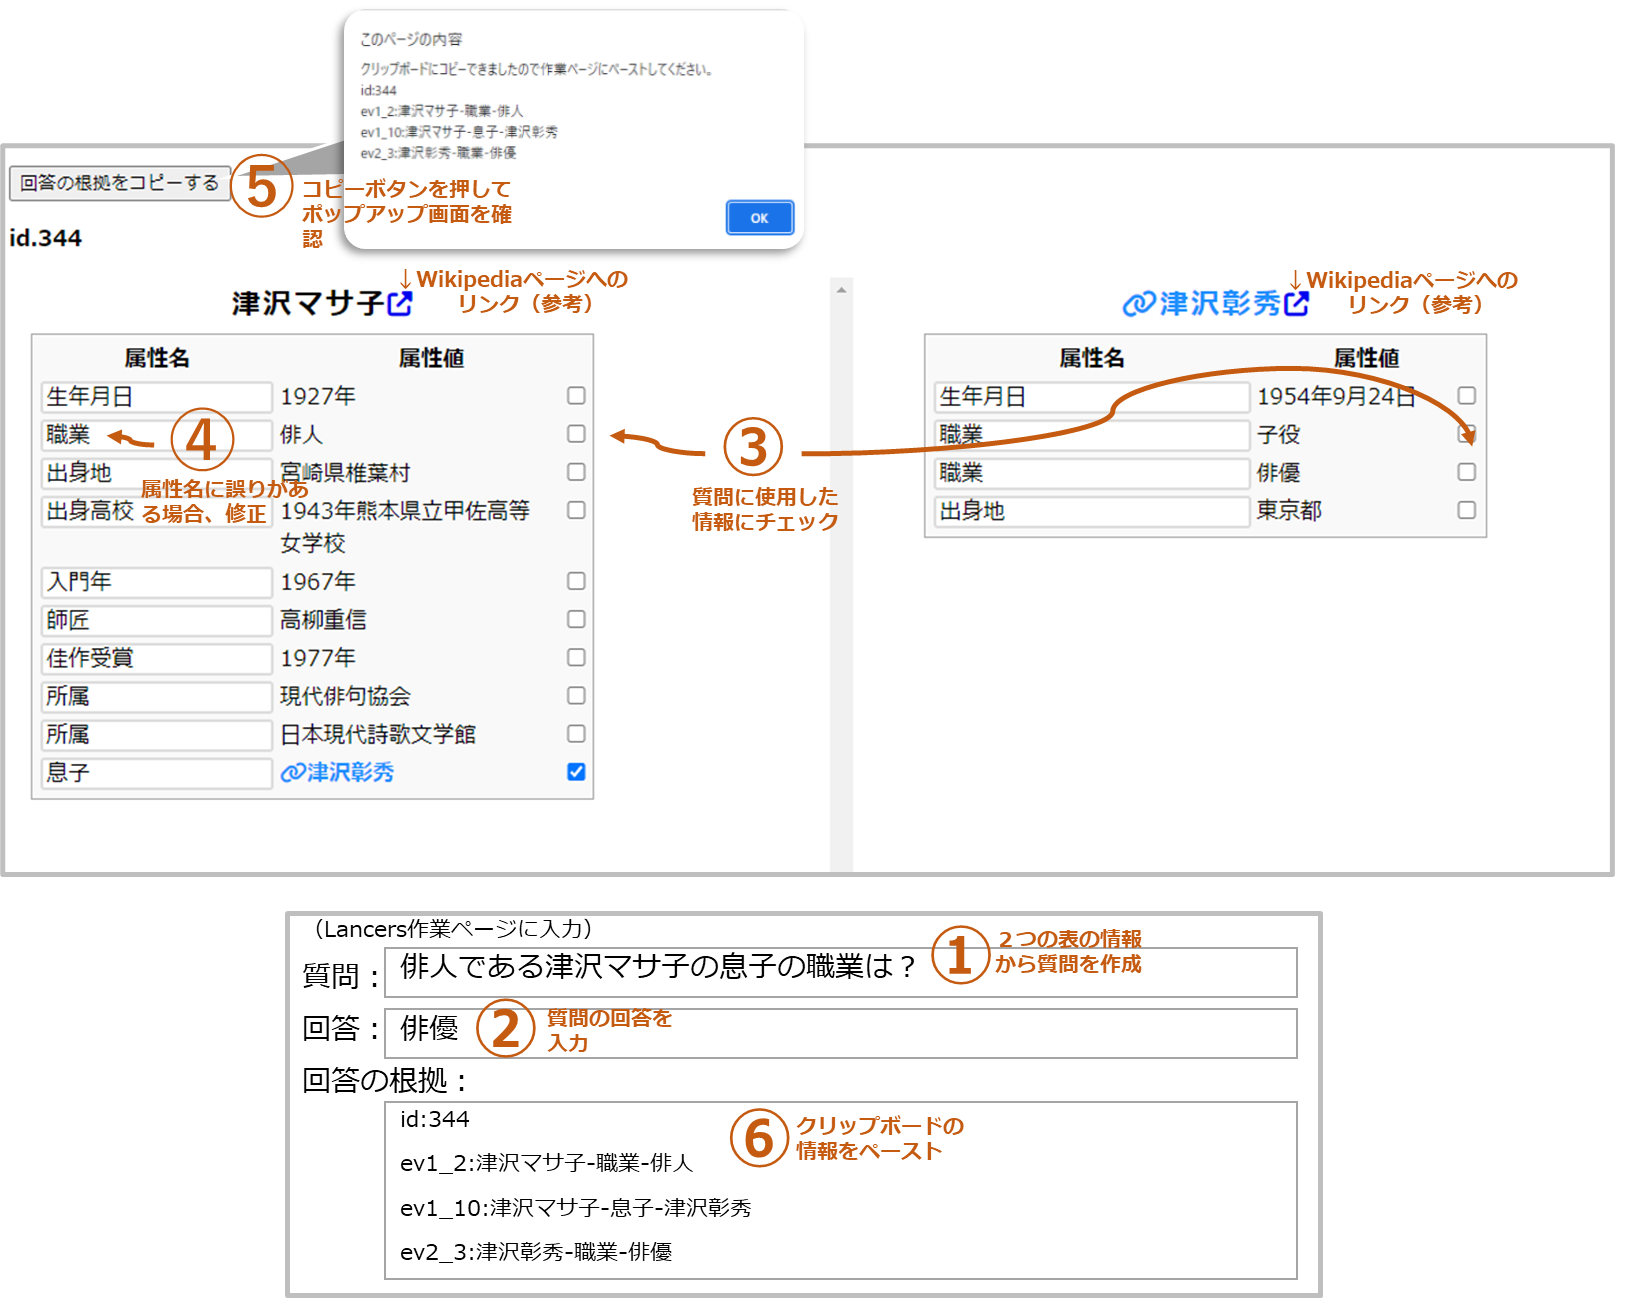 このページの内容
クリップボードにコピーできましたので作業ページにペーストしてください。
id:344
ev1_2:津沢マサ子-職業-俳人
ev1_10:津沢マサ子-息子-津沢彰秀
ev2_3:津沢彰秀-職業-俳優
OK
回答の根拠をコピーする
⑤
コピーボタンを押して
ポップアップ画面を確
認
id.344
↓Wikipediaページへの
リンク（参考）
津沢マサ子
属性名 属性値
生年月日 1927年
職業 俳人
出身地 宮崎県椎葉村
出身高校 1943年熊本県立甲佐高等
女学校
入門年 1967年
師匠 高柳重信
佳作受賞 1977年
所属 現代俳句協会
所属 日本現代詩歌文学館
息子 津沢彰秀
④
属性名に誤りがあ
る場合、修正
③
質問に使用した
情報にチェック
↓Wikipediaページへの
リンク（参考）
津沢彰秀
属性名 属性値
生年月日 1954年9月24日
職業 子役
職業 俳優
出身地 東京都
（Lancers作業ページに入力）
質問：
俳人である津沢マサ子の息子の職業は？
①
２つの表の情報
から質問を作成
回答：
俳優
②
質問の回答を
入力
回答の根拠：
id:344
ev1_2:津沢マサ子-職業-俳人
ev1_10:津沢マサ子-息子-津沢彰秀
ev2_3:津沢彰秀-職業-俳優
⑥
クリップボードの
情報をペースト